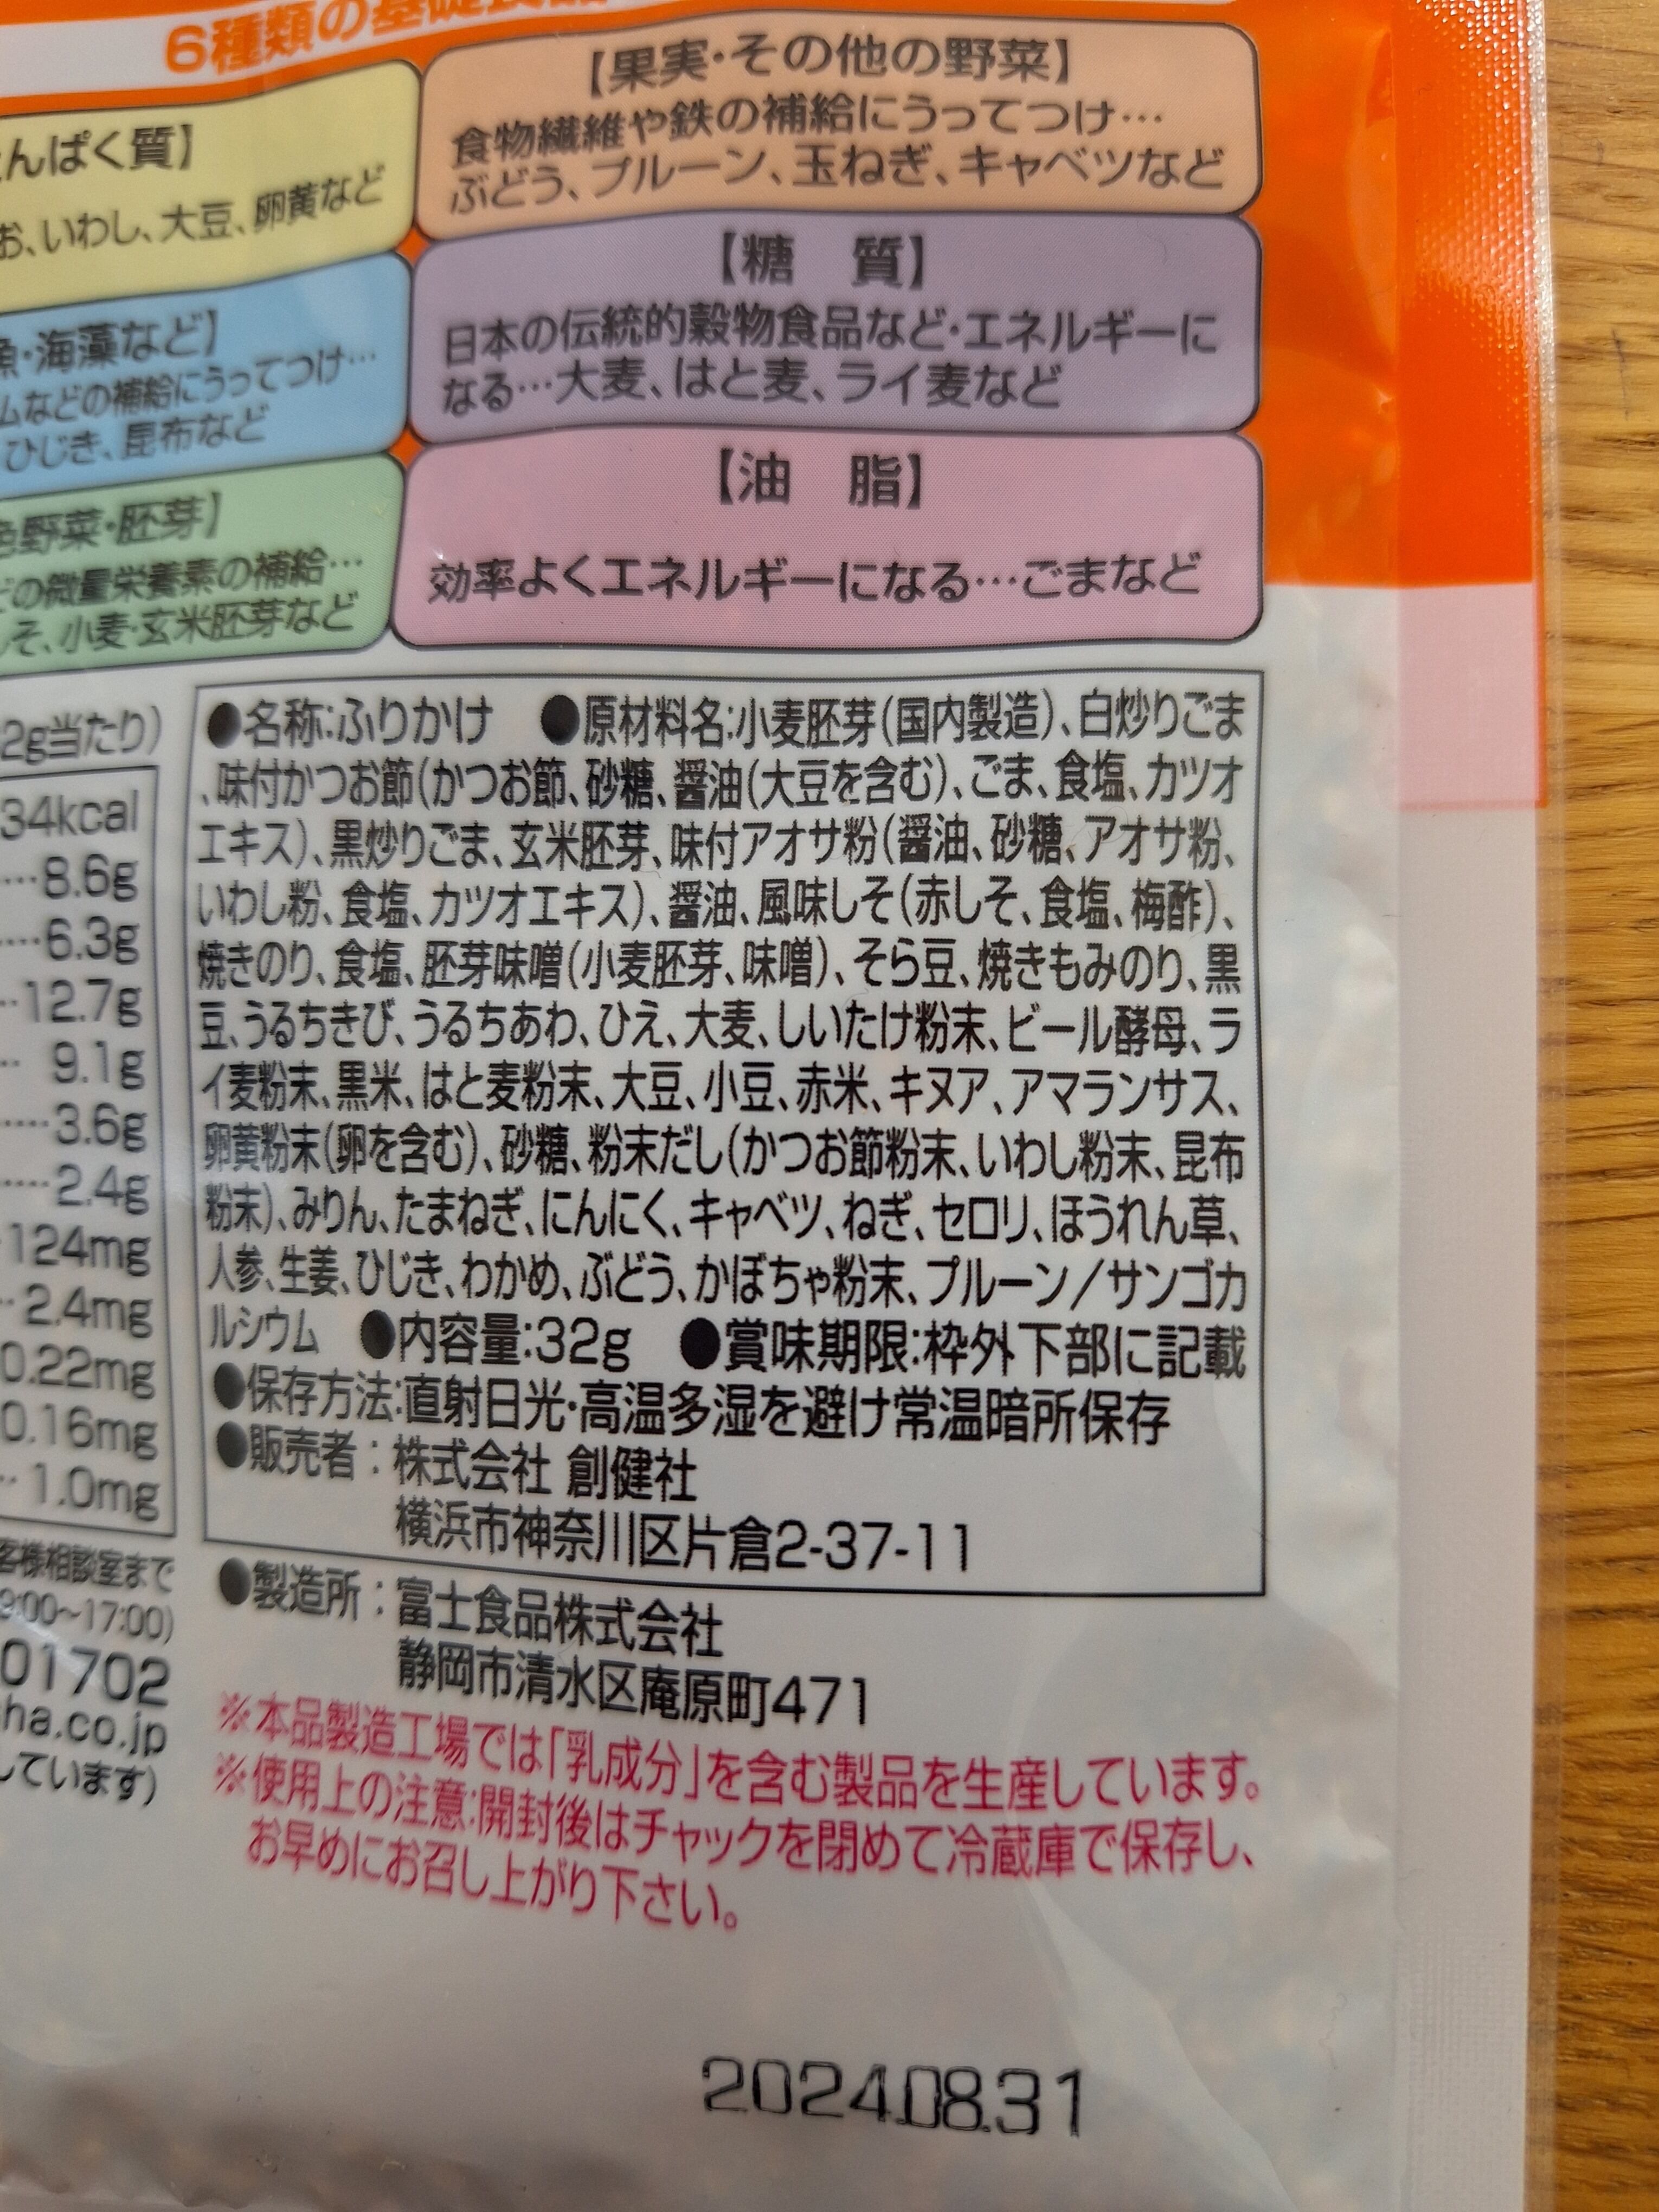 6種類の基礎食品
んぱく質】
お、いわし、大豆、卵黄など
魚・海藻など】
ムなどの補給にうってつけ…
ひじき、昆布など
色野菜・胚芽】
どの微量栄養素の補給…
しそ、小麦・玄米胚芽など
【果実・その他の野菜】
食物繊維や鉄の補給にうってつけ…
ぶどう、プルーン、玉ねぎ、キャベツなど
【糖　質】
日本の伝統的穀物食品など・エネルギーに
なる…大麦、はと麦、ライ麦など
【油　脂】
効率よくエネルギーになる…ごまなど
2g当たり)
34kcal
…8.6g
…6.3g
…12.7g
… 9.1g
…3.6g
…2.4g
124mg
…2.4mg
0.22mg
0.16mg
…1.0mg
客様相談室まで
9:00~17:00)
01702
ha.co.jp
しています)
●名称:ふりかけ　●原材料名:小麦胚芽(国内製造)、白炒りごま
、味付かつお節(かつお節、砂糖、醤油(大豆を含む)、ごま、食塩、カツオ
エキス)、黒炒りごま、玄米胚芽、味付アオサ粉(醤油、砂糖、アオサ粉、
いわし粉、食塩、カツオエキス)、醤油、風味しそ(赤しそ、食塩、梅酢)、
焼きのり、食塩、胚芽味噌(小麦胚芽、味噌)、そら豆、焼きもみのり、黒
豆、うるちきび、うるちあわ、ひえ、大麦、しいたけ粉末、ビール酵母、ラ
イ麦粉末、黒米、はと麦粉末、大豆、小豆、赤米、キヌア、アマランサス、
卵黄粉末(卵を含む)、砂糖、粉末だし(かつお節粉末、いわし粉末、昆布
粉末)、みりん、たまねぎ、にんにく、キャベツ、ねぎ、セロリ、ほうれん草、
人参、生姜、ひじき、わかめ、ぶどう、かぼちゃ粉末、プルーン／サンゴカ
ルシウム　●内容量:32g　●賞味期限:枠外下部に記載
●保存方法:直射日光・高温多湿を避け常温暗所保存
●販売者：株式会社 創健社
横浜市神奈川区片倉2-37-11
●製造所：富士食品株式会社
静岡市清水区庵原町471
※本品製造工場では「乳成分」を含む製品を生産しています。
※使用上の注意:開封後はチャックを閉めて冷蔵庫で保存し、
お早めにお召し上がり下さい。
2024.08.31